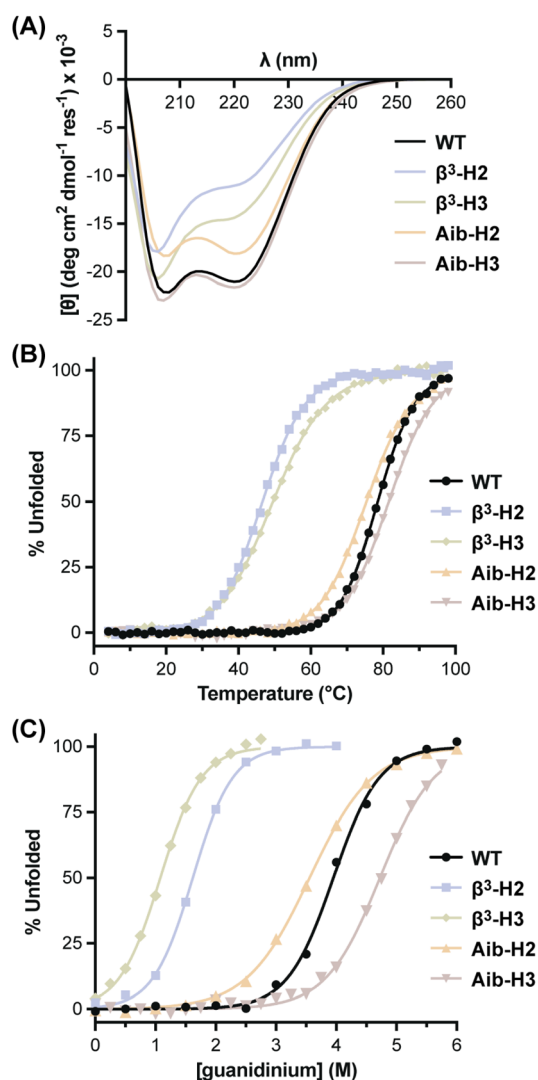 (A)
λ (nm)
210 220 230 240 250 260
0
-5
-10
-15
-20
-25
[θ] (deg cm² dmol⁻¹ res⁻¹) x 10⁻³
WT
β³-H2
β³-H3
Aib-H2
Aib-H3
(B)
100
75
50
25
0
% Unfolded
0 20 40 60 80 100
Temperature (°C)
WT
β³-H2
β³-H3
Aib-H2
Aib-H3
(C)
100
75
50
25
0
% Unfolded
0 1 2 3 4 5 6
[guanidinium] (M)
WT
β³-H2
β³-H3
Aib-H2
Aib-H3